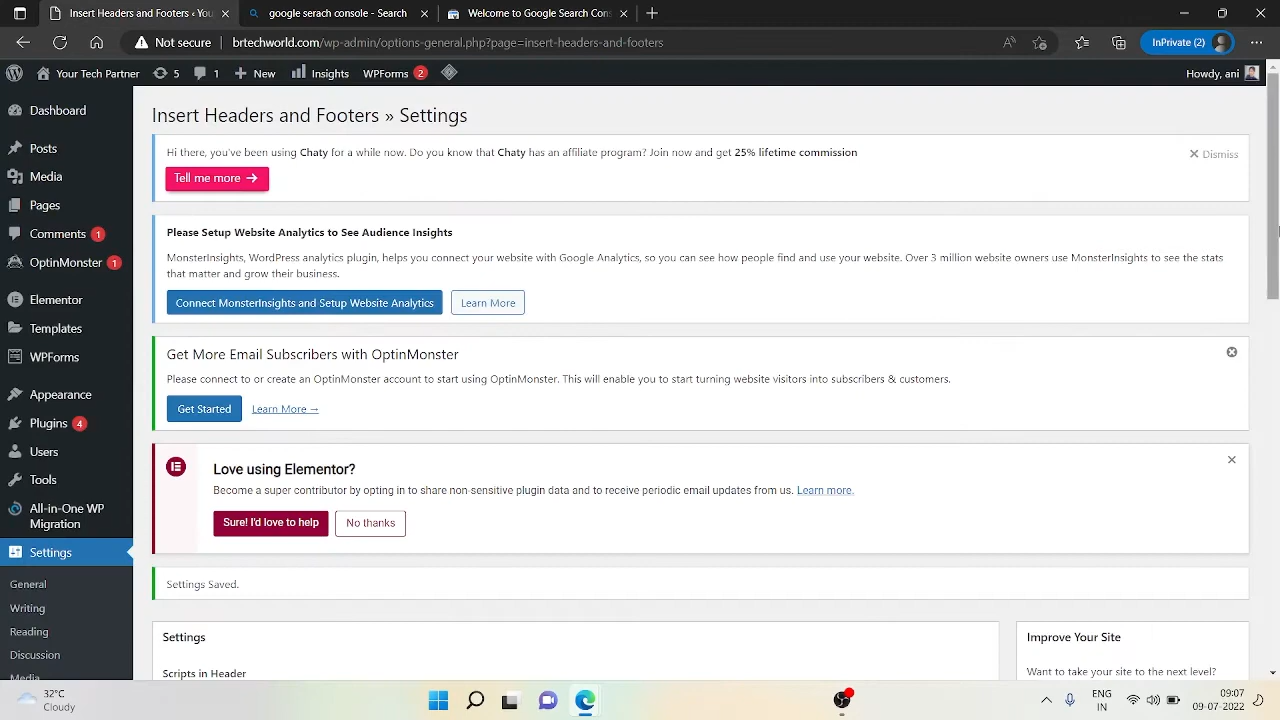 Insert Headers and Footers ‹ You
google serach console - Search
Welcome to Google Search Con
Not secure
brtechworld.com/wp-admin/options-general.php?page=insert-headers-and-footers
InPrivate (2)
Your Tech Partner
5
1
New
Insights
WPForms 2
Howdy, ani
Dashboard
Posts
Media
Pages
Comments 1
OptinMonster 1
Elementor
Templates
WPForms
Appearance
Plugins 4
Users
Tools
All-in-One WP
Migration
Settings
General
Writing
Reading
Discussion
Media
Insert Headers and Footers » Settings
Hi there, you've been using Chaty for a while now. Do you know that Chaty has an affiliate program? Join now and get 25% lifetime commission
Dismiss
Tell me more →
Please Setup Website Analytics to See Audience Insights
MonsterInsights, WordPress analytics plugin, helps you connect your website with Google Analytics, so you can see how people find and use your website. Over 3 million website owners use MonsterInsights to see the stats
that matter and grow their business.
Connect MonsterInsights and Setup Website Analytics
Learn More
Get More Email Subscribers with OptinMonster
Please connect to or create an OptinMonster account to start using OptinMonster. This will enable you to start turning website visitors into subscribers & customers.
Get Started
Learn More →
Love using Elementor?
Become a super contributor by opting in to share non-sensitive plugin data and to receive periodic email updates from us. Learn more.
Sure! I'd love to help
No thanks
Settings Saved.
Settings
Scripts in Header
Improve Your Site
Want to take your site to the next level?
32°C
Cloudy
ENG
IN
09:07
09-07-2022